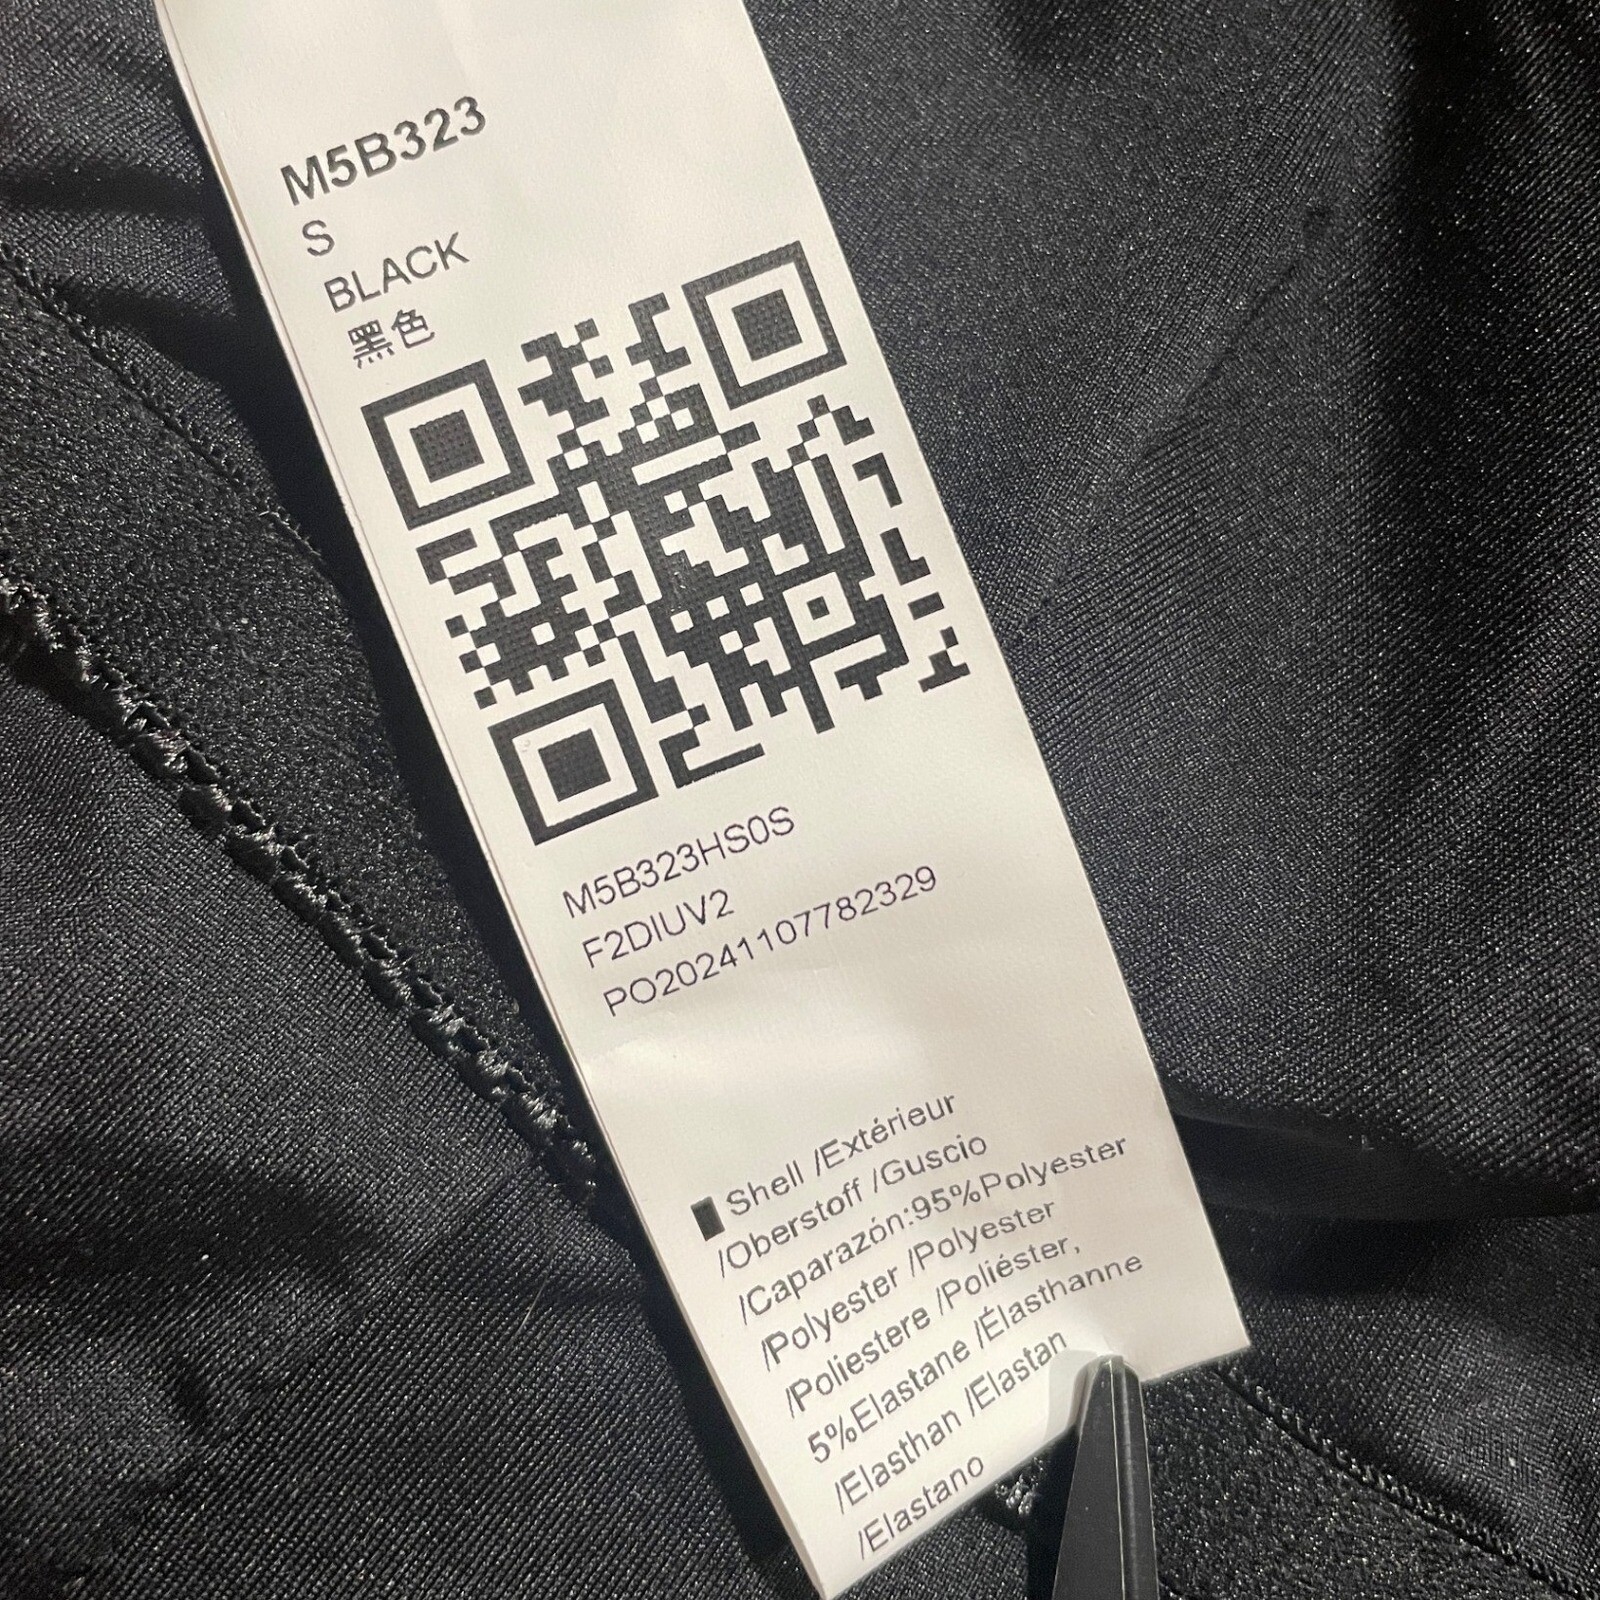 M5B323
S
BLACK
黑色
M5B323HS0S
F2DIUV2
PO20241107782329
Shell /Extérieur
/Oberstoff /Guscio
/Caparazón:95%Polyester
/Polyester /Polyester
/Poliestere /Poliéster,
5%Elastane /Élasthanne
/Elasthan /Elastan
/Elastano